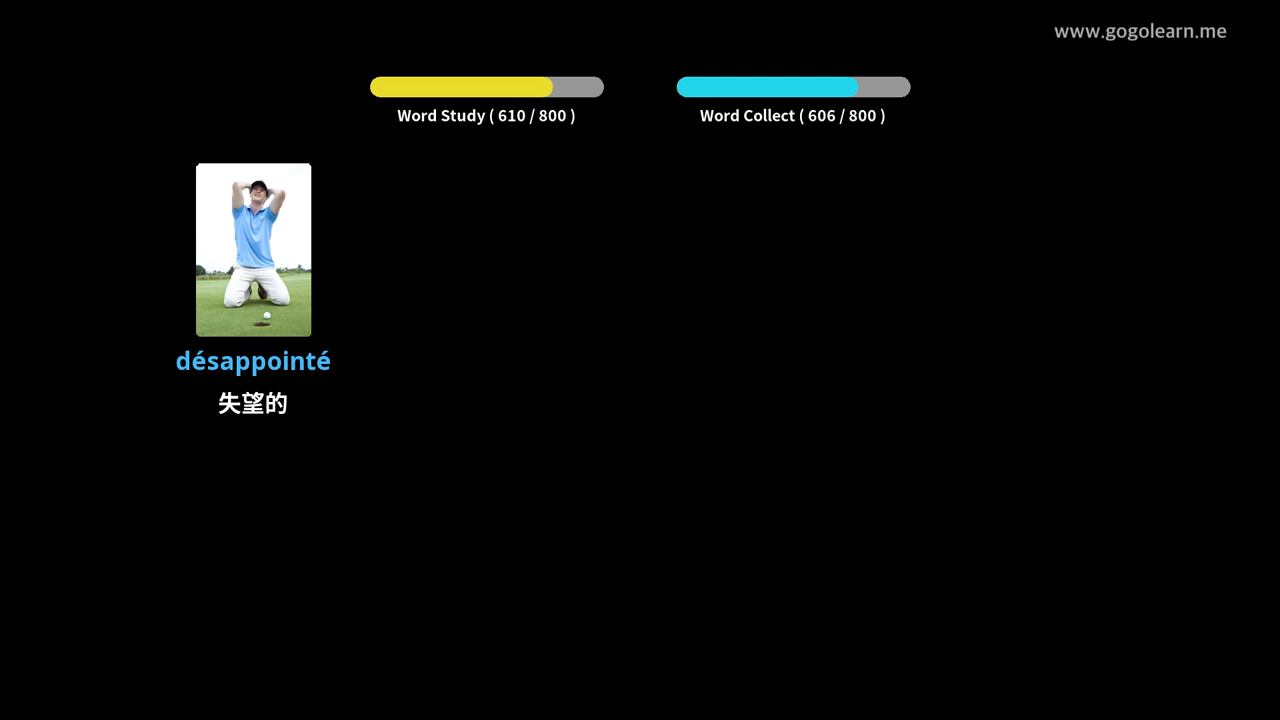 www.gogolearn.me
Word Study ( 610 / 800 )
Word Collect ( 606 / 800 )
désappointé
失望的